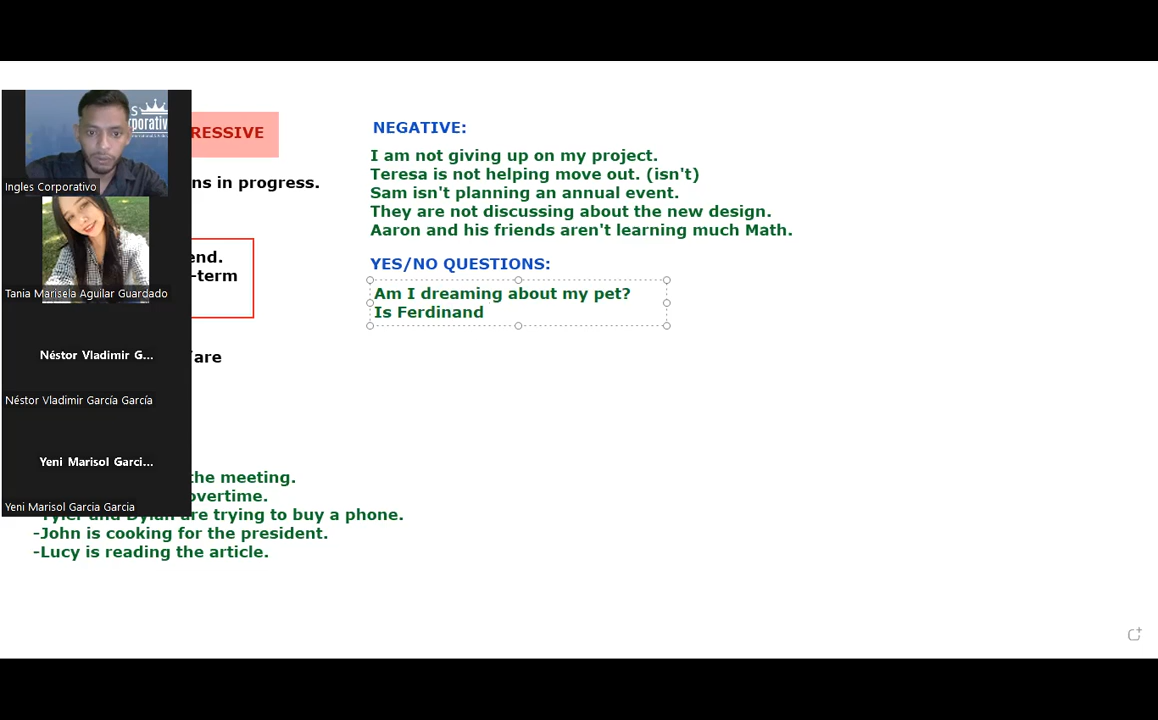 S
porativ
Ingles Corporativo
Tania Marisela Aguilar Guardado
Néstor Vladimir G...
Néstor Vladimir García García
Yeni Marisol Garci...
Yeni Marisol Garcia Garcia
RESSIVE
ns in progress.
end.
-term
are
the meeting.
overtime.
-Tyler and Dylan are trying to buy a phone.
-John is cooking for the president.
-Lucy is reading the article.
NEGATIVE:
I am not giving up on my project.
Teresa is not helping move out. (isn't)
Sam isn't planning an annual event.
They are not discussing about the new design.
Aaron and his friends aren't learning much Math.
YES/NO QUESTIONS:
Am I dreaming about my pet?
Is Ferdinand